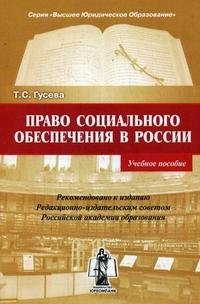 Серия «Высшее Юридическое Образование»
Т.С. Гусева
ПРАВО СОЦИАЛЬНОГО
ОБЕСПЕЧЕНИЯ В РОССИИ
Учебное пособие
Рекомендовано к изданию
Редакционно-издательским советом
Российской академии образования
ЮРКОМПАНИ